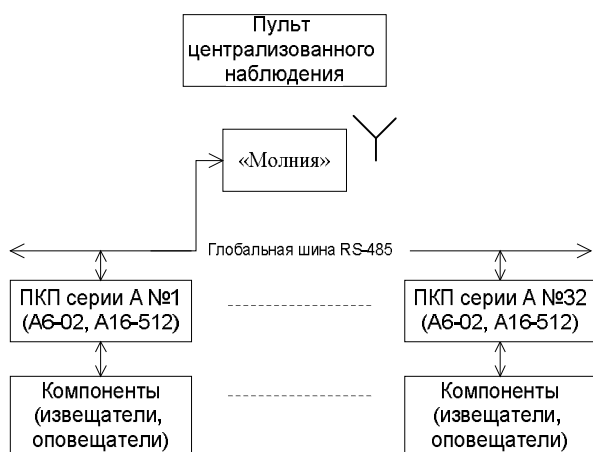 Пульт
централизованного
наблюдения
«Молния»
Глобальная шина RS-485
ПКП серии А №1
(А6-02, А16-512)
ПКП серии А №32
(А6-02, А16-512)
Компоненты
(извещатели,
оповещатели)
Компоненты
(извещатели,
оповещатели)